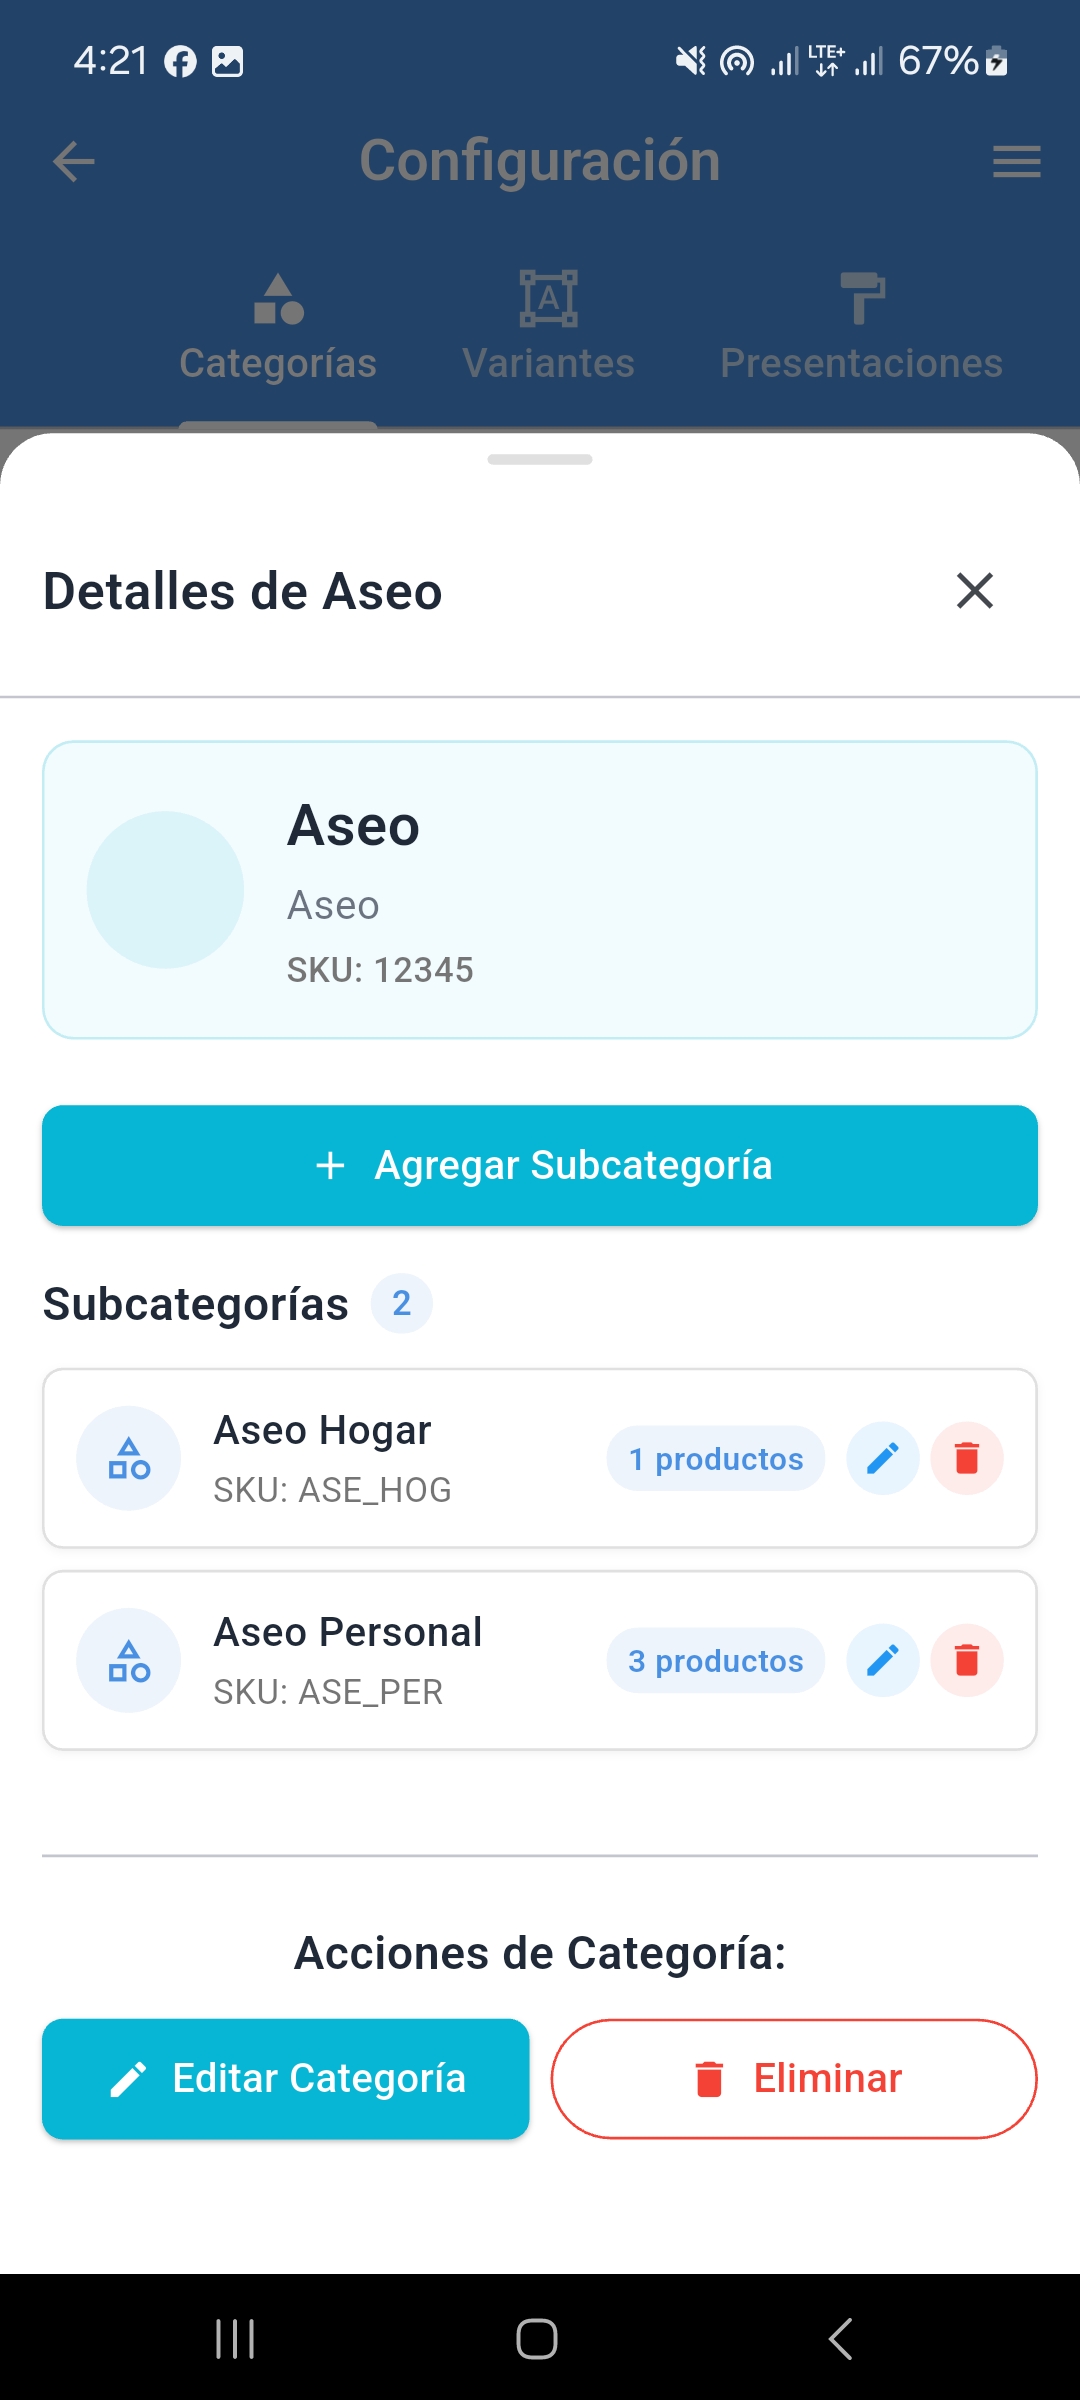 4:21 LTE+ 67%
Configuración
Categorías Variantes Presentaciones
Detalles de Aseo
Aseo
Aseo
SKU: 12345
+ Agregar Subcategoría
Subcategorías 2
Aseo Hogar
SKU: ASE_HOG
1 productos
Aseo Personal
SKU: ASE_PER
3 productos
Acciones de Categoría:
Editar Categoría Eliminar